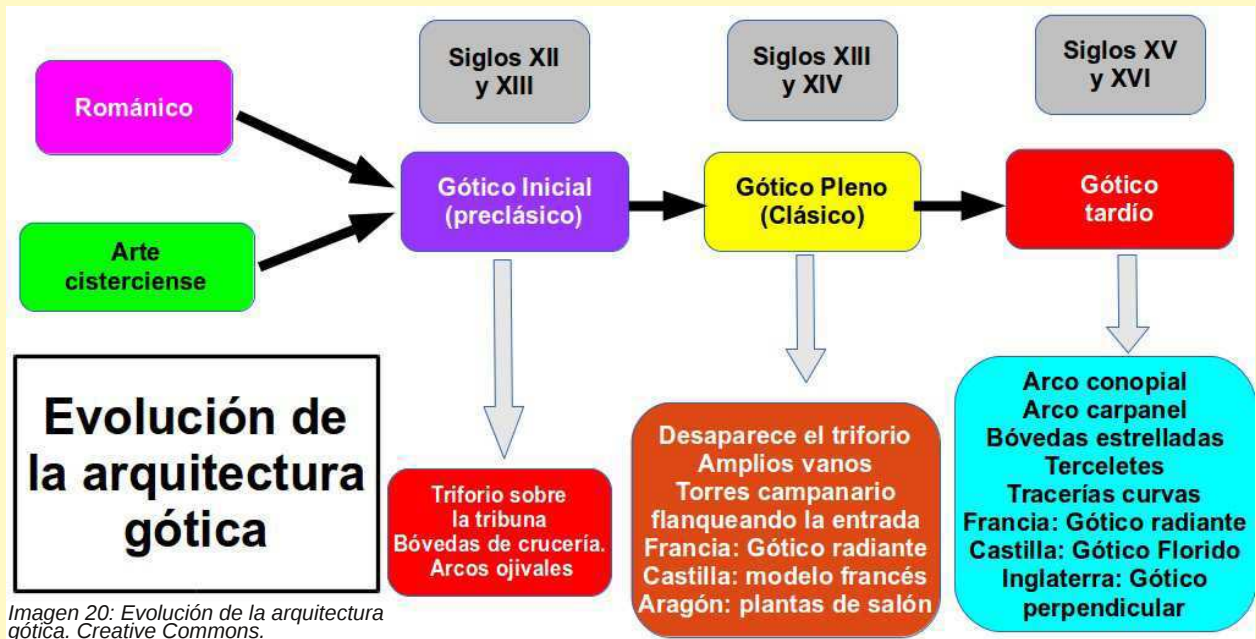 Románico
Arte
cisterciense
Siglos XII
y XIII
Siglos XIII
y XIV
Siglos XV
y XVI
Gótico Inicial
(preclásico)
Gótico Pleno
(Clásico)
Gótico
tardío
Evolución de
la arquitectura
gótica
Triforio sobre
la tribuna
Bóvedas de crucería.
Arcos ojivales
Desaparece el triforio
Amplios vanos
Torres campanario
flanqueando la entrada
Francia: Gótico radiante
Castilla: modelo francés
Aragón: plantas de salón
Arco conopial
Arco carpanel
Bóvedas estrelladas
Terceletes
Tracerías curvas
Francia: Gótico radiante
Castilla: Gótico Florido
Inglaterra: Gótico
perpendicular
Imagen 20: Evolución de la arquitectura
gótica. Creative Commons.